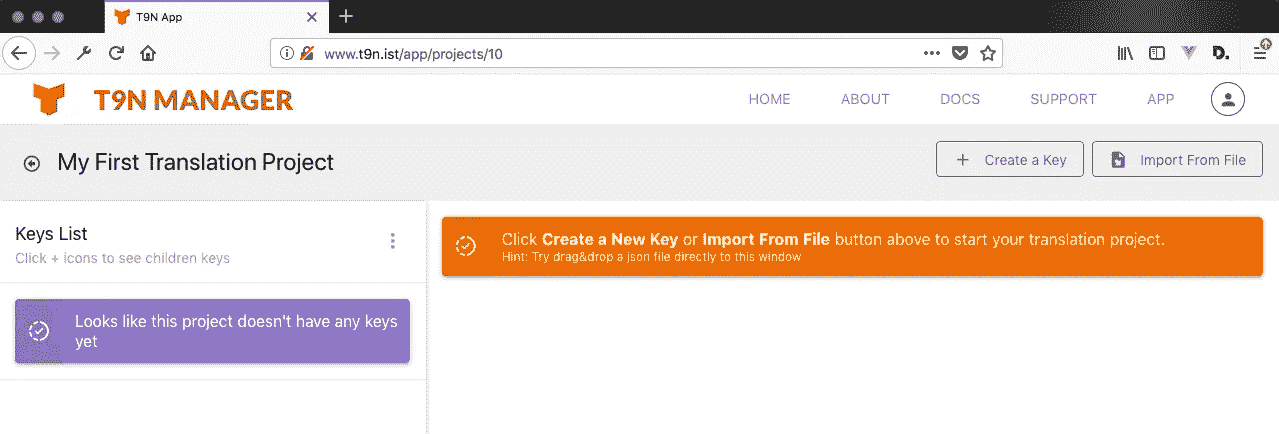 T9N App
www.t9n.ist/app/projects/10
D.
T9N MANAGER
HOME ABOUT DOCS SUPPORT APP
My First Translation Project
Create a Key
Import From File
Keys List
Click + icons to see children keys
Looks like this project doesn't have any keys
yet
Click Create a New Key or Import From File button above to start your translation project.
Hint: Try drag&drop a json file directly to this window